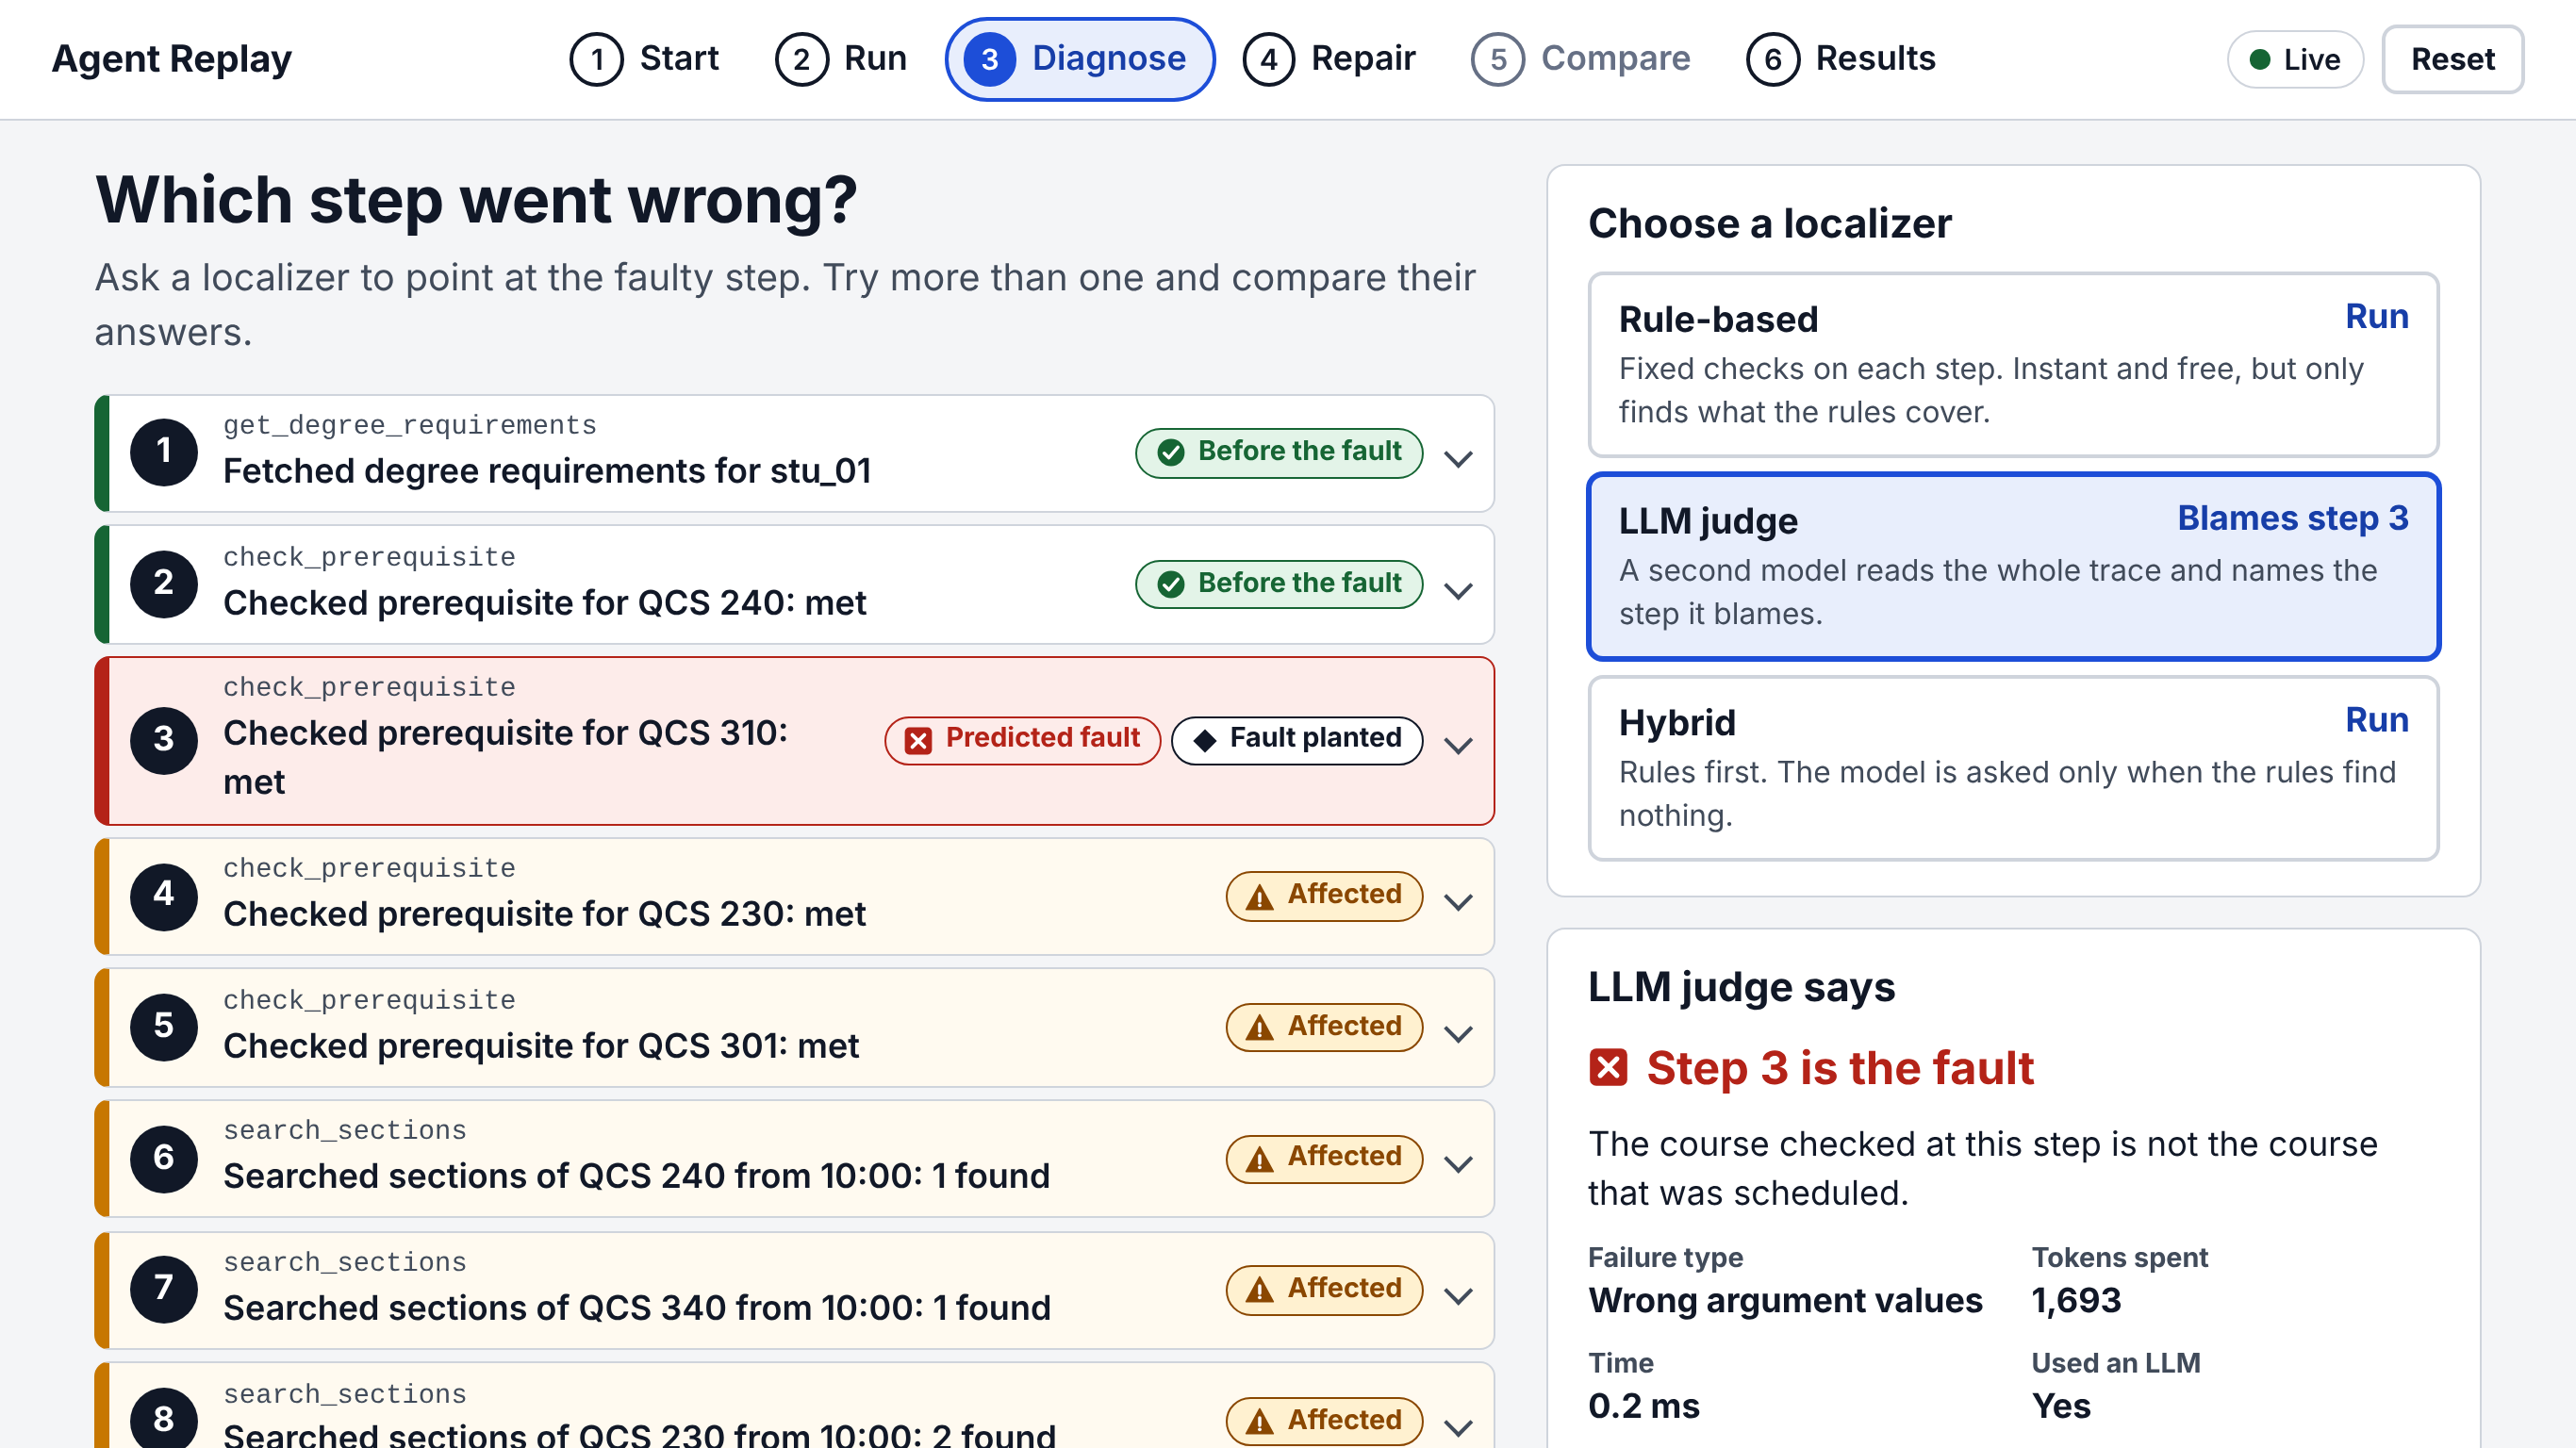 Agent Replay
1 Start
2 Run
3 Diagnose
4 Repair
5 Compare
6 Results
Live
Reset
Which step went wrong?
Ask a localizer to point at the faulty step. Try more than one and compare their
answers.
1
get_degree_requirements
Fetched degree requirements for stu_01
Before the fault
2
check_prerequisite
Checked prerequisite for QCS 240: met
Before the fault
3
check_prerequisite
Checked prerequisite for QCS 310:
met
Predicted fault
Fault planted
4
check_prerequisite
Checked prerequisite for QCS 230: met
Affected
5
check_prerequisite
Checked prerequisite for QCS 301: met
Affected
6
search_sections
Searched sections of QCS 240 from 10:00: 1 found
Affected
7
search_sections
Searched sections of QCS 340 from 10:00: 1 found
Affected
8
search_sections
Searched sections of QCS 230 from 10:00: 2 found
Affected
Choose a localizer
Rule-based
Run
Fixed checks on each step. Instant and free, but only
finds what the rules cover.
LLM judge
Blames step 3
A second model reads the whole trace and names the
step it blames.
Hybrid
Run
Rules first. The model is asked only when the rules find
nothing.
LLM judge says
Step 3 is the fault
The course checked at this step is not the course
that was scheduled.
Failure type
Wrong argument values
Tokens spent
1,693
Time
0.2 ms
Used an LLM
Yes